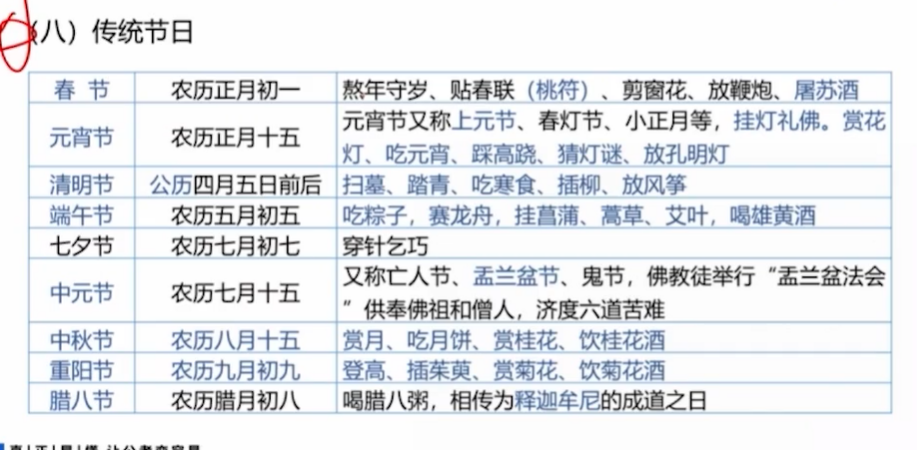 （八）传统节日
春 节 农历正月初一 熬年守岁、贴春联（桃符）、剪窗花、放鞭炮、屠苏酒
元宵节 农历正月十五 元宵节又称上元节、春灯节、小正月等，挂灯礼佛。赏花
灯、吃元宵、踩高跷、猜灯谜、放孔明灯
清明节 公历四月五日前后 扫墓、踏青、吃寒食、插柳、放风筝
端午节 农历五月初五 吃粽子，赛龙舟，挂菖蒲、蒿草、艾叶，喝雄黄酒
七夕节 农历七月初七 穿针乞巧
中元节 农历七月十五 又称亡人节、盂兰盆节、鬼节，佛教徒举行“盂兰盆法会
”供奉佛祖和僧人，济度六道苦难
中秋节 农历八月十五 赏月、吃月饼、赏桂花、饮桂花酒
重阳节 农历九月初九 登高、插茱萸、赏菊花、饮菊花酒
腊八节 农历腊月初八 喝腊八粥，相传为释迦牟尼的成道之日